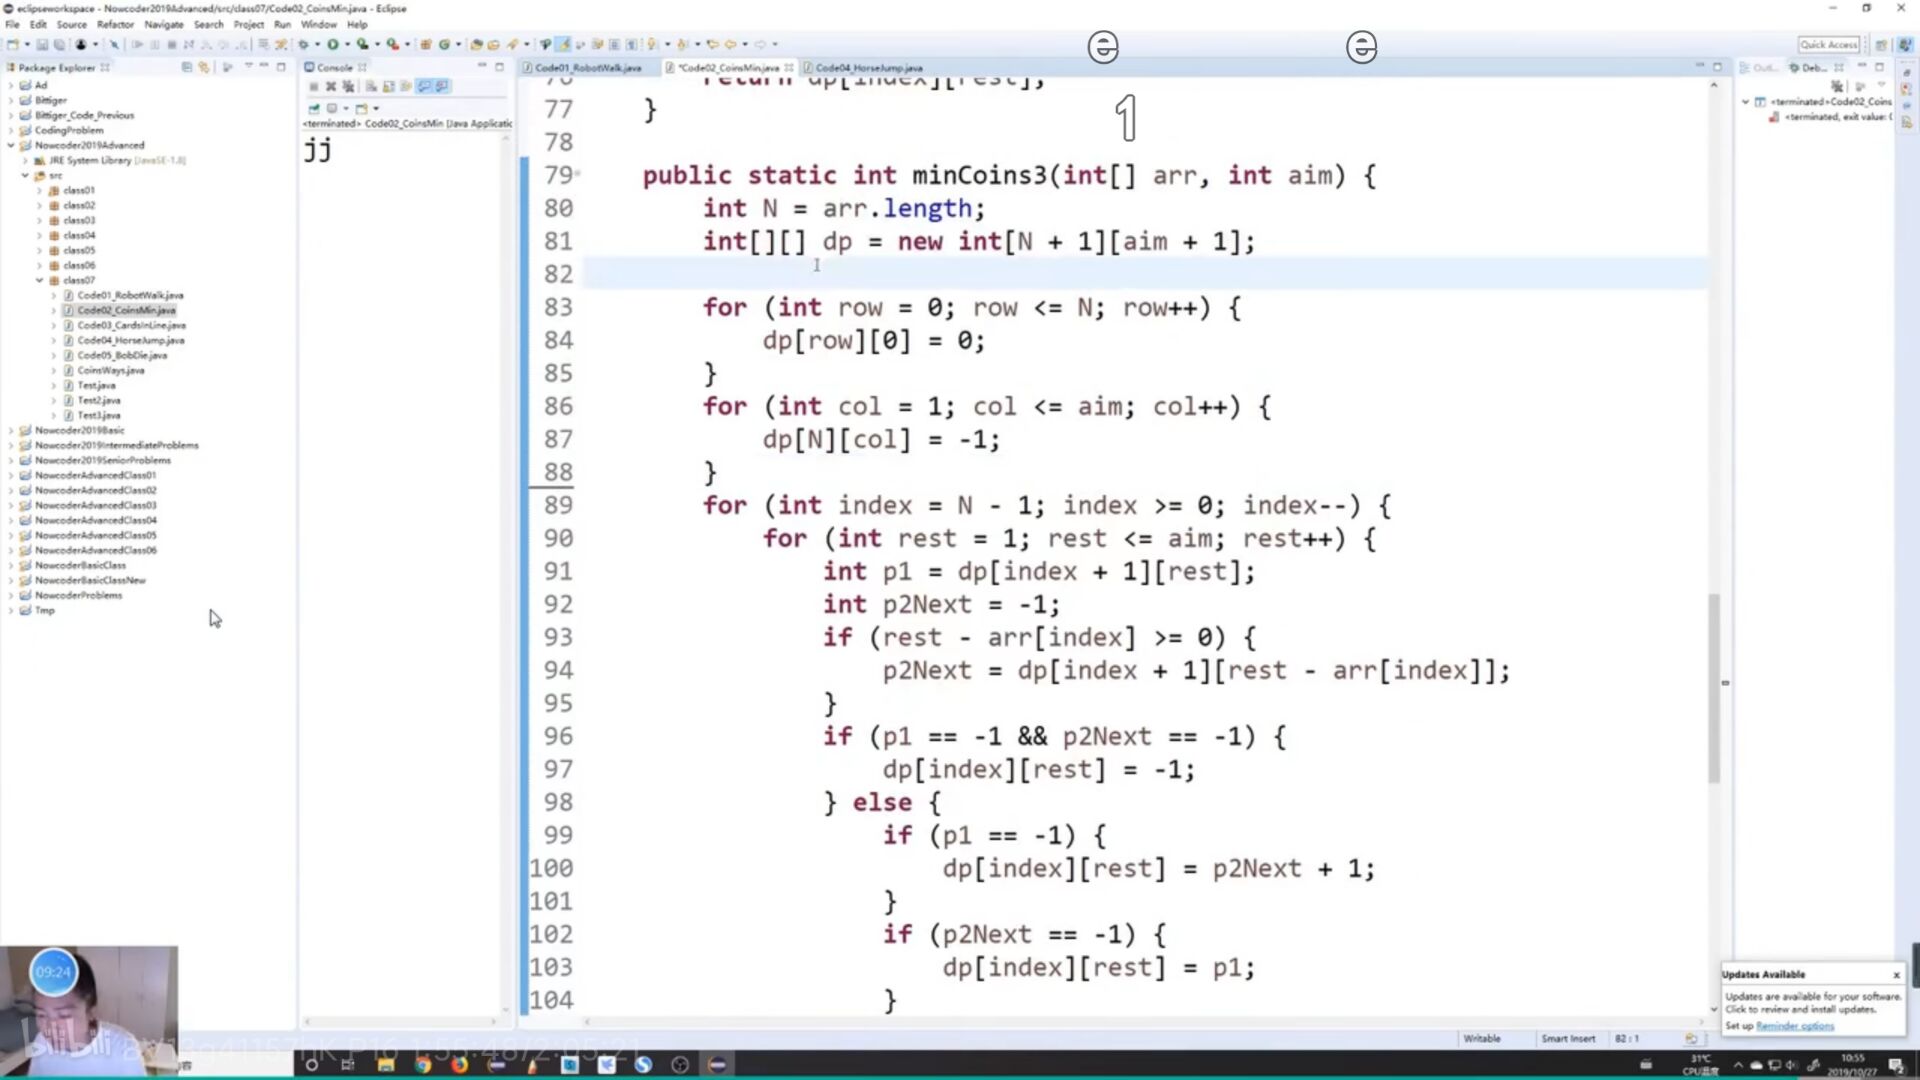 eclipseworkspace - Nowcoder2019Advanced/src/class07/Code02_CoinsMin.java - Eclipse
File Edit Source Refactor Navigate Search Project Run Window Help
Quick Access
Package Explorer
Console
Code01_RobotWalk.java
*Code02_CoinsMin.java
Code04_HorseJump.java
Outl...
Deb...
Ad
Bittiger
Bittiger_Code_Previous
CodingProblem
Nowcoder2019Advanced
JRE System Library [JavaSE-1.8]
src
class01
class02
class03
class04
class05
class06
class07
Code01_RobotWalk.java
Code02_CoinsMin.java
Code03_CardsInLine.java
Code04_HorseJump.java
Code05_BobDie.java
CoinsWays.java
Test.java
Test2.java
Test3.java
Nowcoder2019Basic
Nowcoder2019IntermediateProblems
Nowcoder2019SeniorProblems
NowcoderAdvancedClass01
NowcoderAdvancedClass02
NowcoderAdvancedClass03
NowcoderAdvancedClass04
NowcoderAdvancedClass05
NowcoderAdvancedClass06
NowcoderBasicClass
NowcoderBasicClassNew
NowcoderProblems
Tmp
<terminated> Code02_CoinsMin [Java Applicatic
jj
e e
1
76 return dp[index][rest];
77 }
78
79 public static int minCoins3(int[] arr, int aim) {
80 int N = arr.length;
81 int[][] dp = new int[N + 1][aim + 1];
82
83 for (int row = 0; row <= N; row++) {
84 dp[row][0] = 0;
85 }
86 for (int col = 1; col <= aim; col++) {
87 dp[N][col] = -1;
88 }
89 for (int index = N - 1; index >= 0; index--) {
90 for (int rest = 1; rest <= aim; rest++) {
91 int p1 = dp[index + 1][rest];
92 int p2Next = -1;
93 if (rest - arr[index] >= 0) {
94 p2Next = dp[index + 1][rest - arr[index]];
95 }
96 if (p1 == -1 && p2Next == -1) {
97 dp[index][rest] = -1;
98 } else {
99 if (p1 == -1) {
100 dp[index][rest] = p2Next + 1;
101 }
102 if (p2Next == -1) {
103 dp[index][rest] = p1;
104 }
<terminated>Code02_Coins
<terminated, exit value: 0
Updates Available
Updates are available for your software.
Click to review and install updates.
Set up Reminder options
Writable
Smart Insert
82 : 1
09:24
bilibili
BV13g41157hK P16 1:55:48/2:05:21
31℃
CPU温度
10:55
2019/10/27